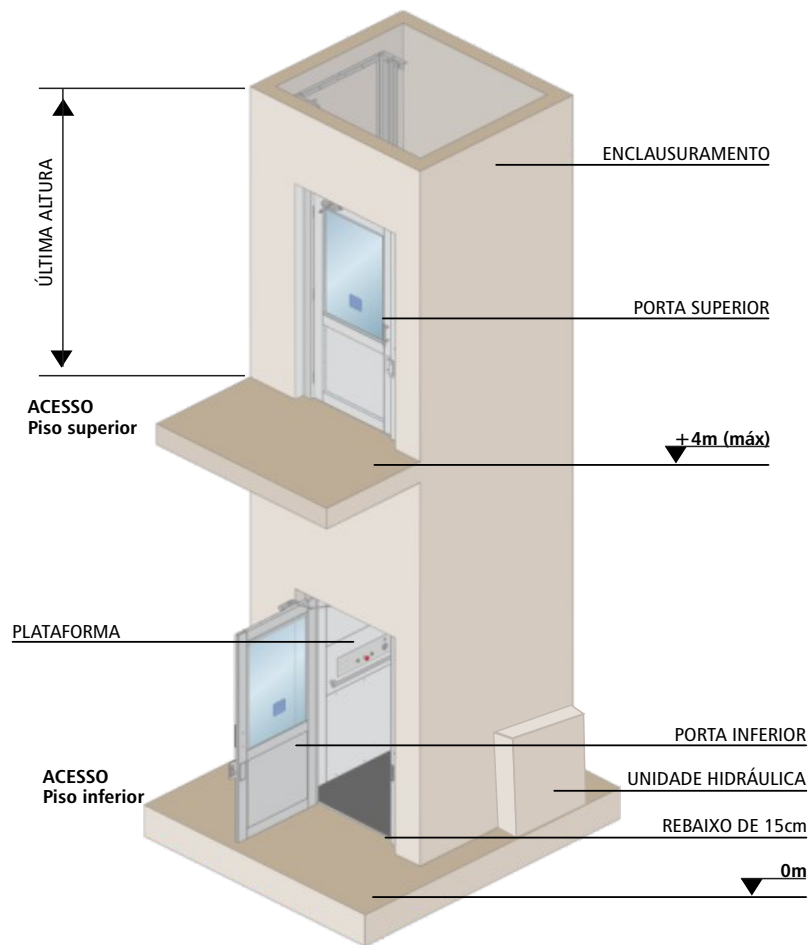 ENCLAUSURAMENTO
ÚLTIMA ALTURA
PORTA SUPERIOR
ACESSO
Piso superior
+4m (máx)
PLATAFORMA
PORTA INFERIOR
ACESSO
Piso inferior
UNIDADE HIDRÁULICA
REBAIXO DE 15cm
0m